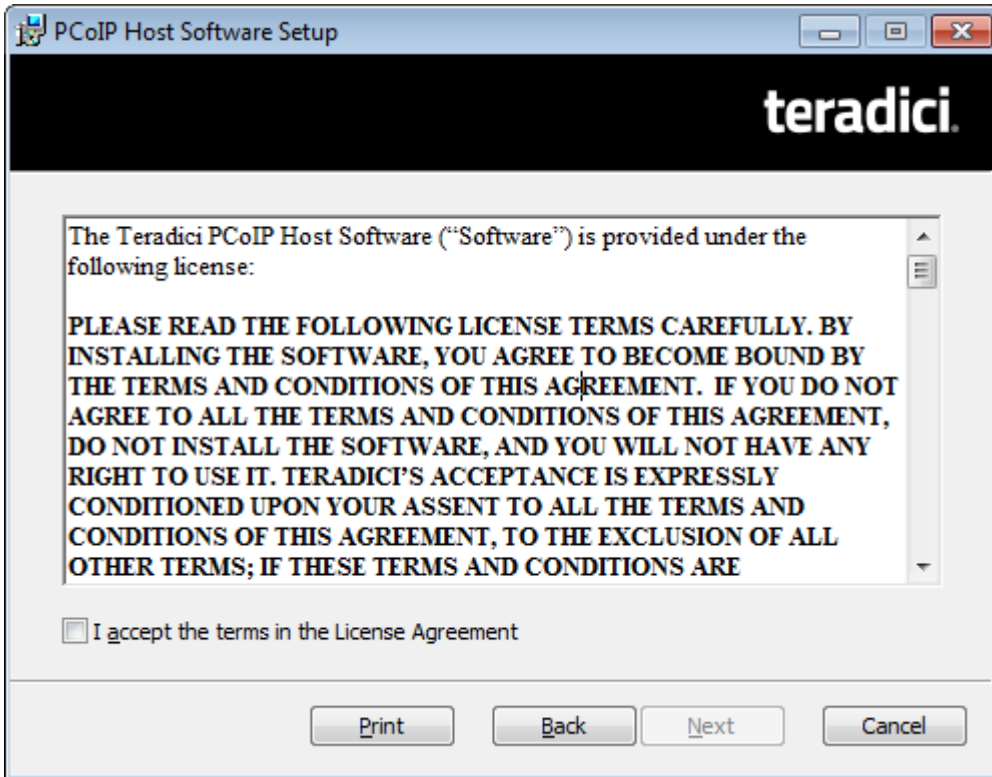 PCoIP Host Software Setup
teradici.
The Teradici PCoIP Host Software (“Software”) is provided under the
following license:
PLEASE READ THE FOLLOWING LICENSE TERMS CAREFULLY. BY
INSTALLING THE SOFTWARE, YOU AGREE TO BECOME BOUND BY
THE TERMS AND CONDITIONS OF THIS AGREEMENT.  IF YOU DO NOT
AGREE TO ALL THE TERMS AND CONDITIONS OF THIS AGREEMENT,
DO NOT INSTALL THE SOFTWARE, AND YOU WILL NOT HAVE ANY
RIGHT TO USE IT. TERADICI’S ACCEPTANCE IS EXPRESSLY
CONDITIONED UPON YOUR ASSENT TO ALL THE TERMS AND
CONDITIONS OF THIS AGREEMENT, TO THE EXCLUSION OF ALL
OTHER TERMS; IF THESE TERMS AND CONDITIONS ARE
I accept the terms in the License Agreement
Print Back Next Cancel